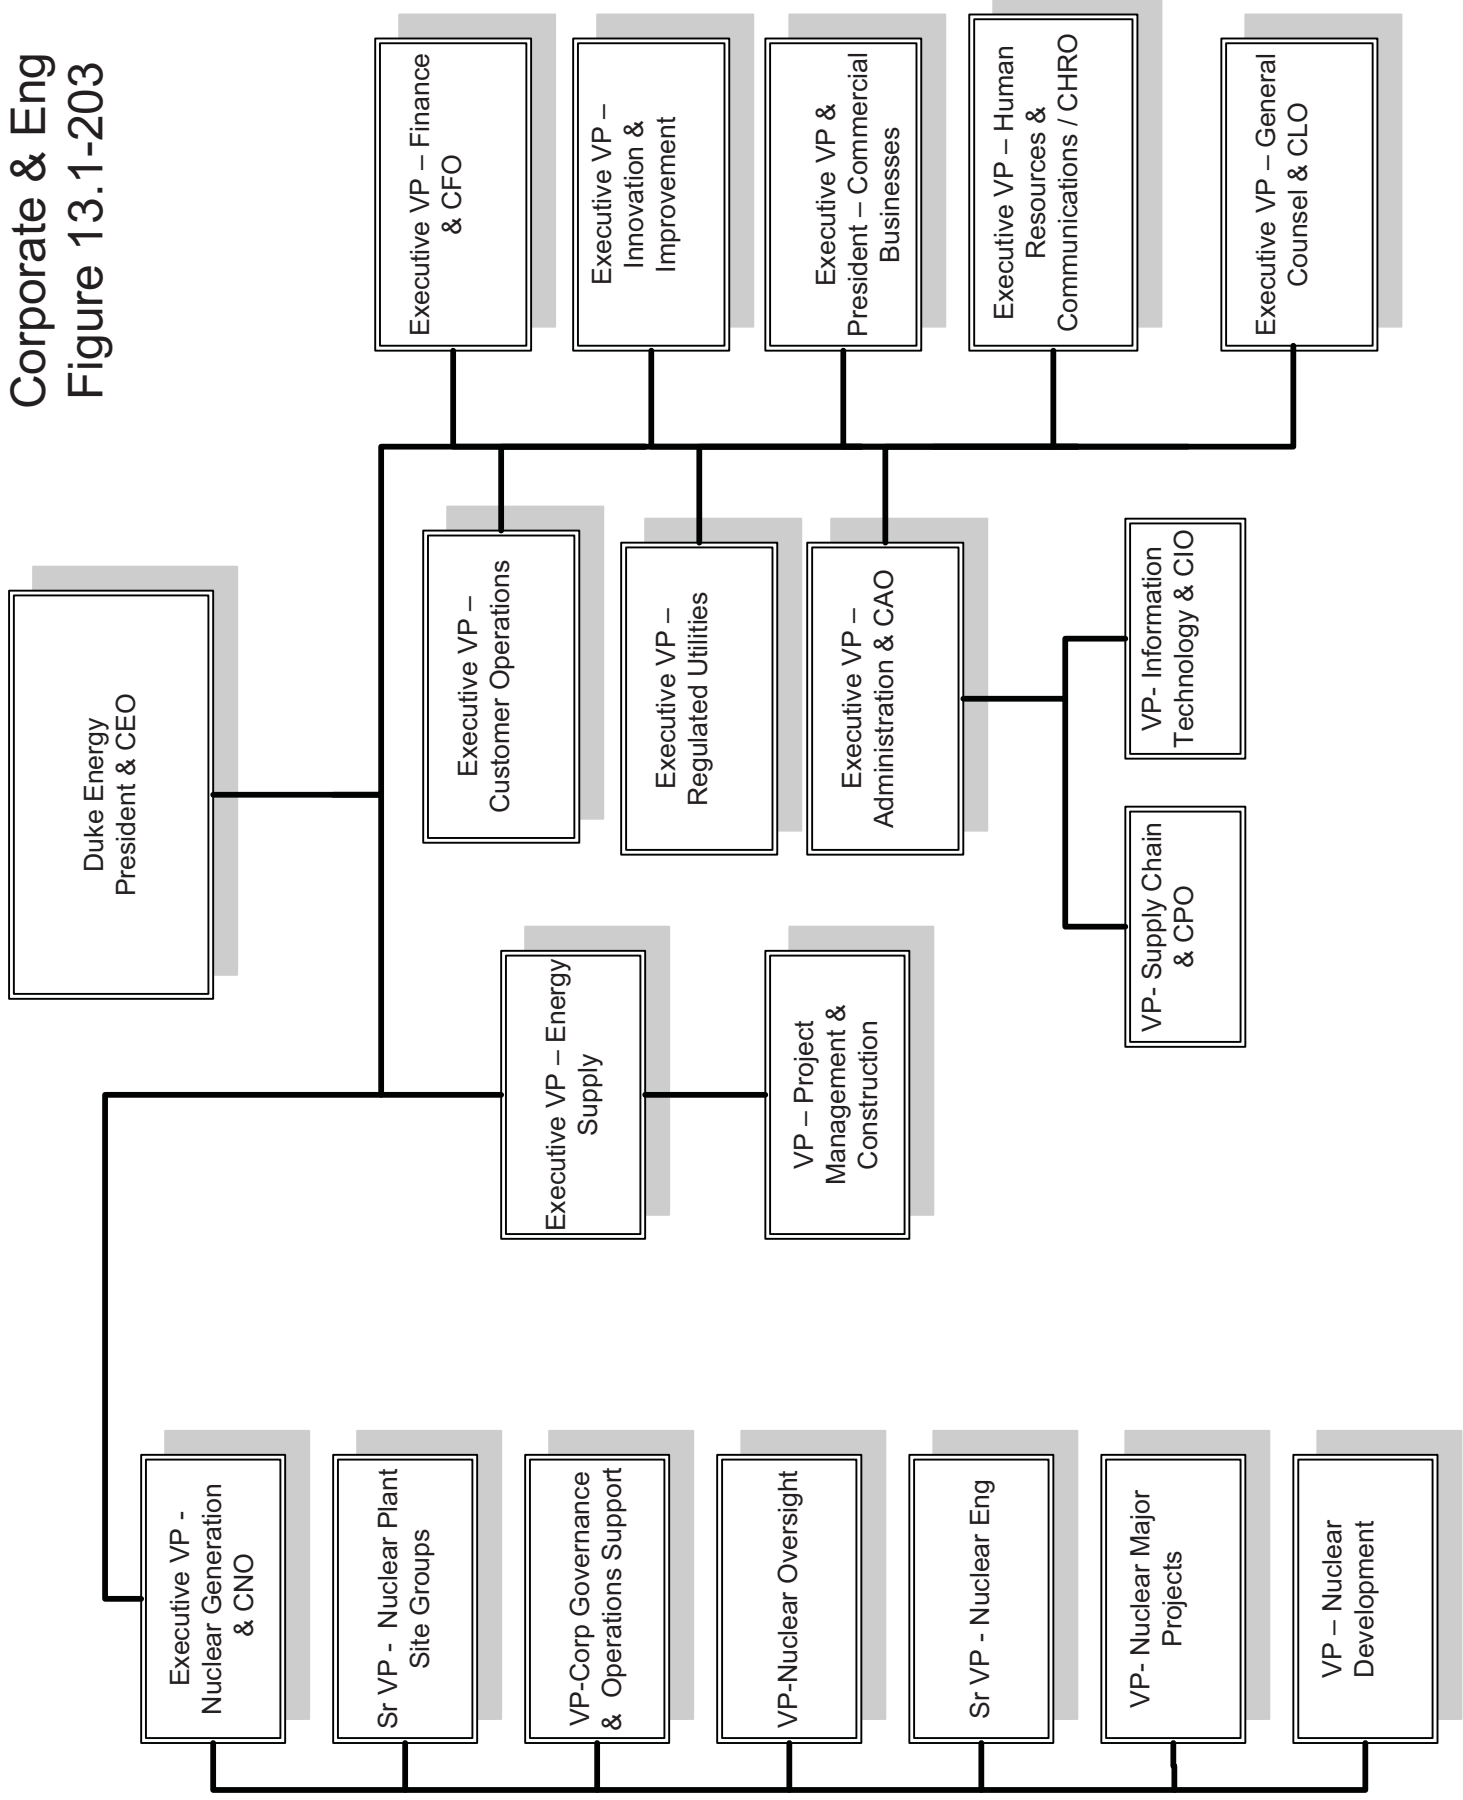 Corporate & Eng
Figure 13.1-203
Duke Energy
President & CEO
Executive VP -
Nuclear Generation
& CNO
Sr VP - Nuclear Plant
Site Groups
VP-Corp Governance
& Operations Support
VP-Nuclear Oversight
Sr VP - Nuclear Eng
VP- Nuclear Major
Projects
VP – Nuclear
Development
Executive VP – Energy
Supply
VP – Project
Management &
Construction
Executive VP –
Customer Operations
Executive VP –
Regulated Utilities
Executive VP –
Administration & CAO
VP- Supply Chain
& CPO
VP- Information
Technology & CIO
Executive VP – Finance
& CFO
Executive VP –
Innovation &
Improvement
Executive VP &
President – Commercial
Businesses
Executive VP – Human
Resources &
Communications / CHRO
Executive VP – General
Counsel & CLO